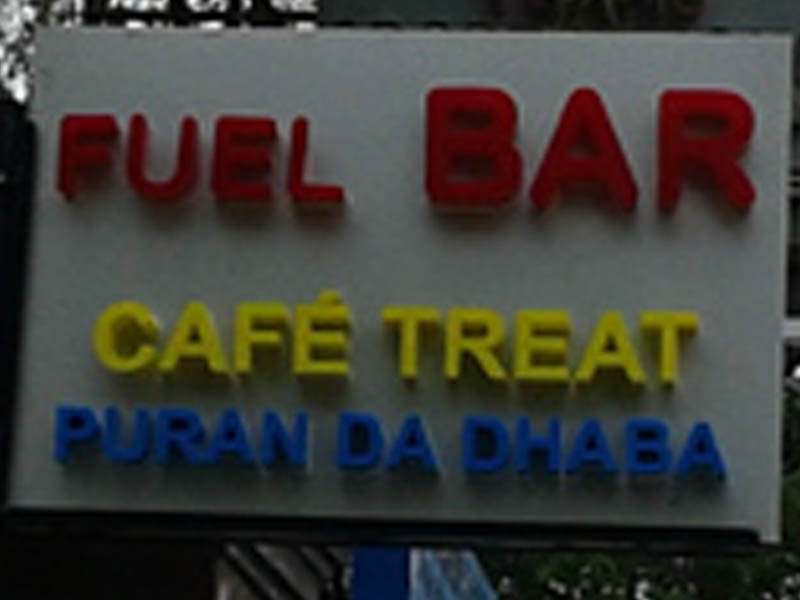 FUEL BAR
CAFÉ TREAT
PURAN DA DHABA